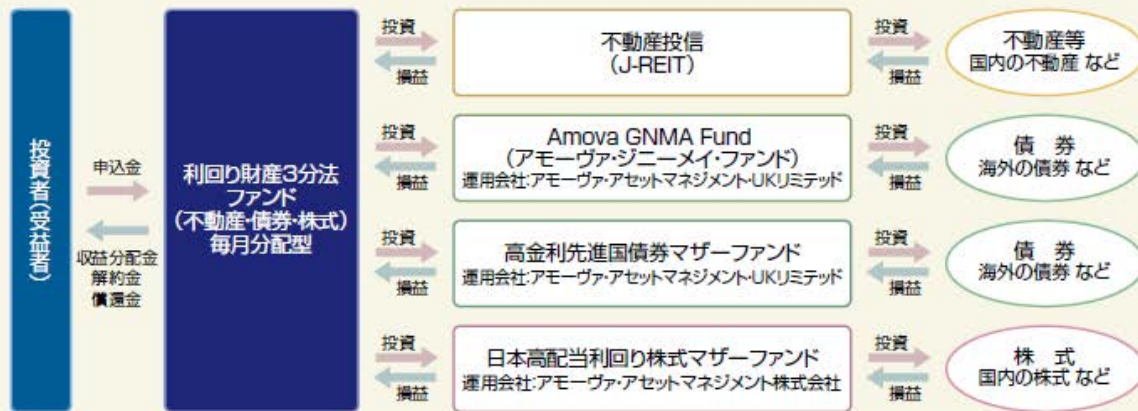 投資者(受益者)
申込金
収益分配金
解約金
償還金
利回り財産3分法
ファンド
(不動産・債券・株式)
毎月分配型
投資
損益
不動産投信
(J-REIT)
投資
損益
不動産等
国内の不動産 など
投資
損益
Amova GNMA Fund
(アモーヴァ・ジニーメイ・ファンド)
運用会社:アモーヴァ・アセットマネジメント・UKリミテッド
投資
損益
債 券
海外の債券 など
投資
損益
高金利先進国債券マザーファンド
運用会社:アモーヴァ・アセットマネジメント・UKリミテッド
投資
損益
債 券
海外の債券 など
投資
損益
日本高配当利回り株式マザーファンド
運用会社:アモーヴァ・アセットマネジメント株式会社
投資
損益
株 式
国内の株式 など